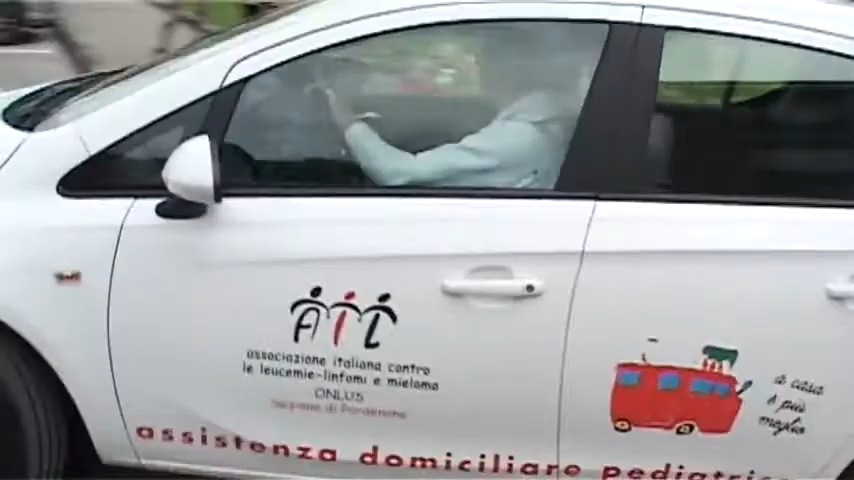 AIL
associazione italiana contro
le leucemie-linfomi e mieloma
ONLUS
Sezione di Pordenone
a casa
è più
meglio
assistenza domiciliare pediatrica